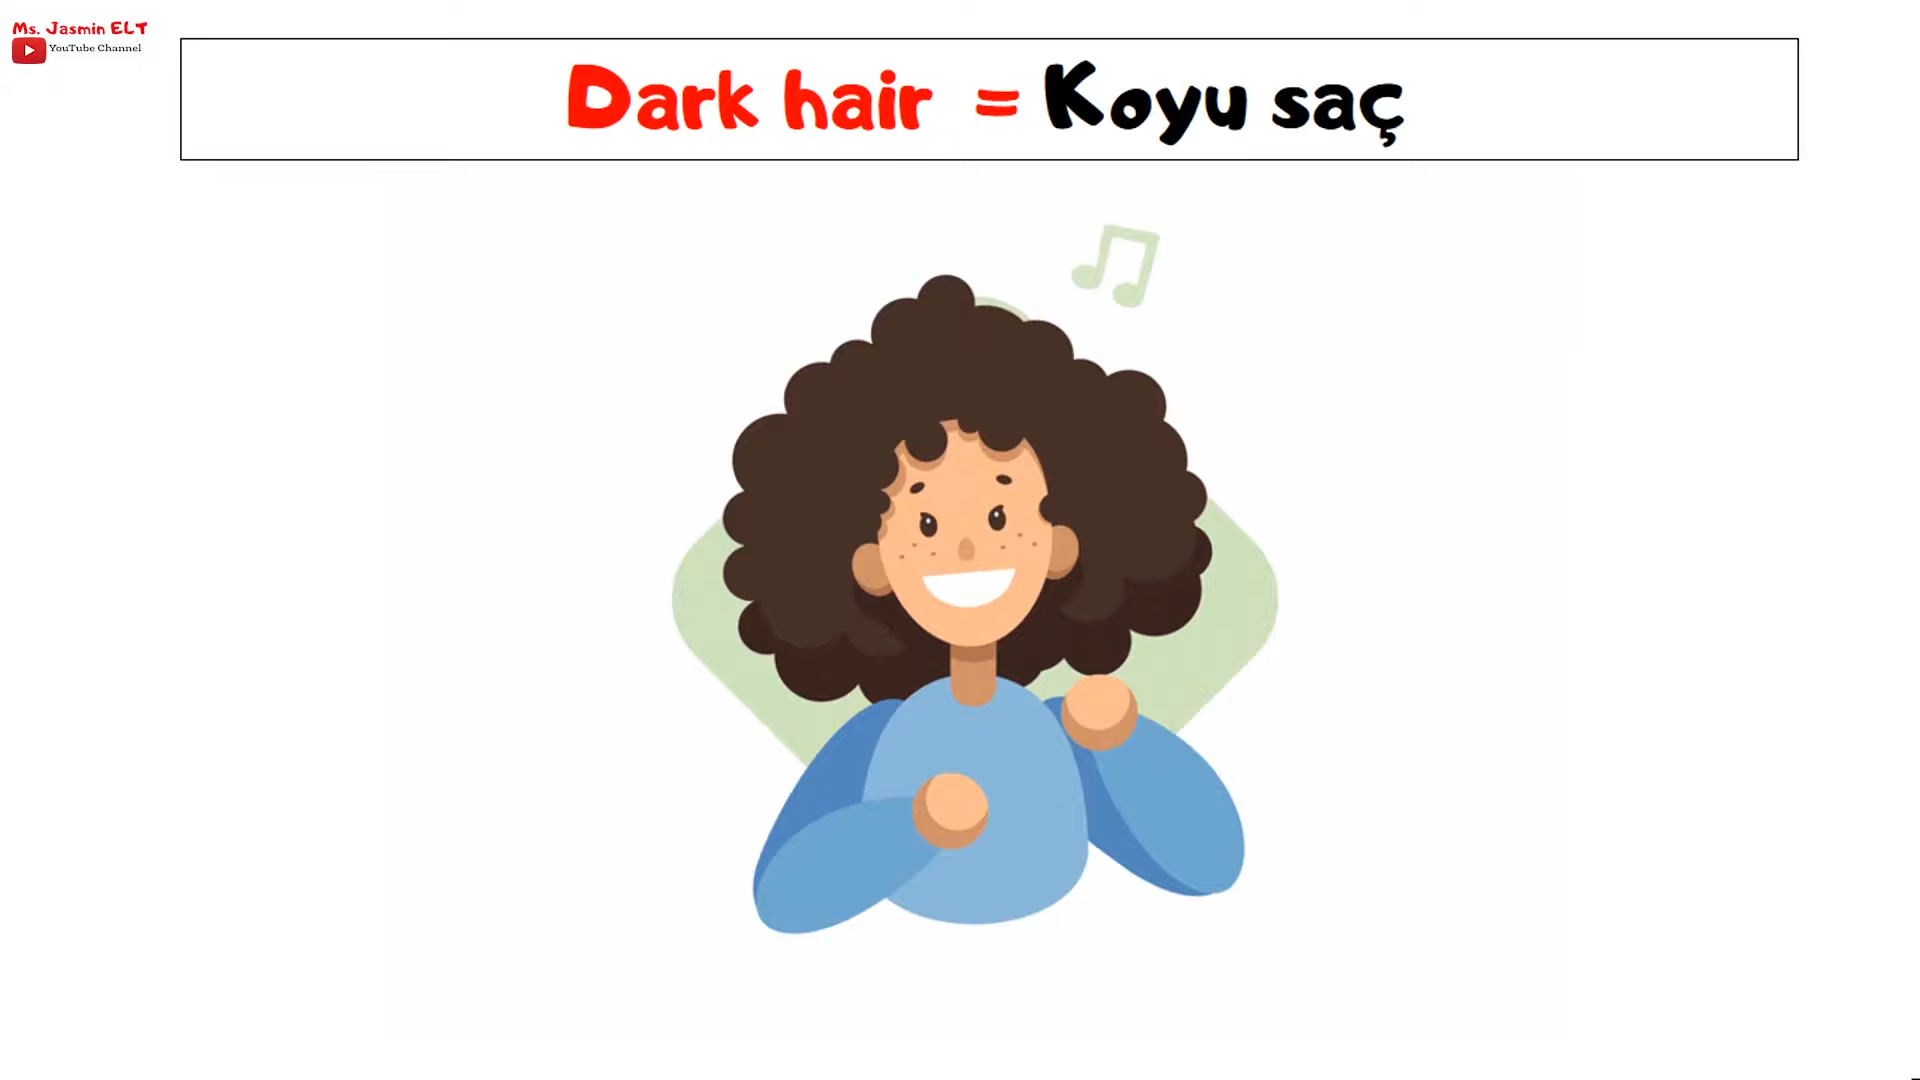 Ms. Jasmin ELT
YouTube Channel
Dark hair = Koyu saç